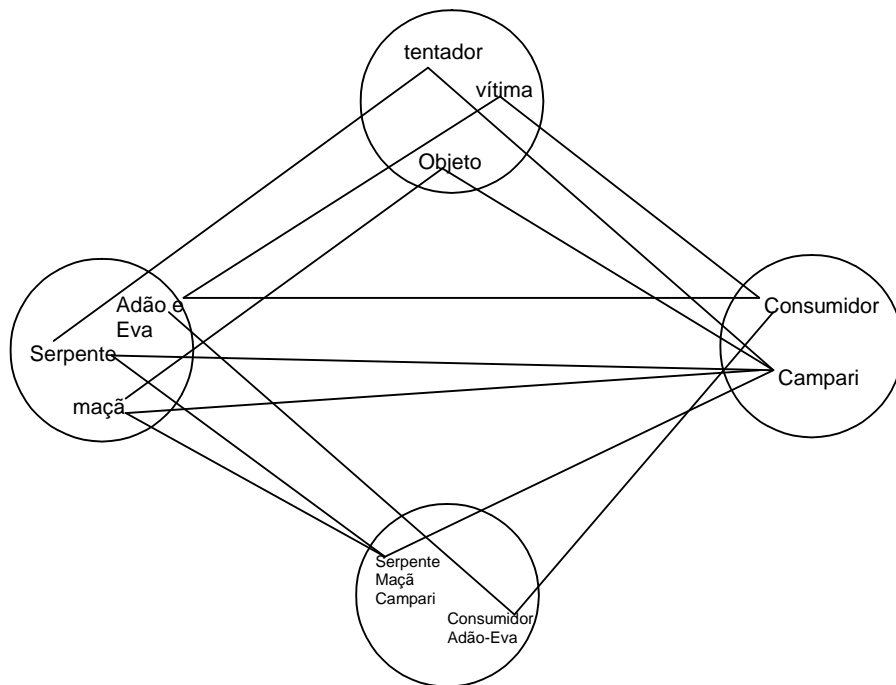 tentador
vítima
Objeto
Adão e
Eva
Serpente
maçã
Consumidor
Campari
Serpente
Maçã
Campari
Consumidor
Adão-Eva